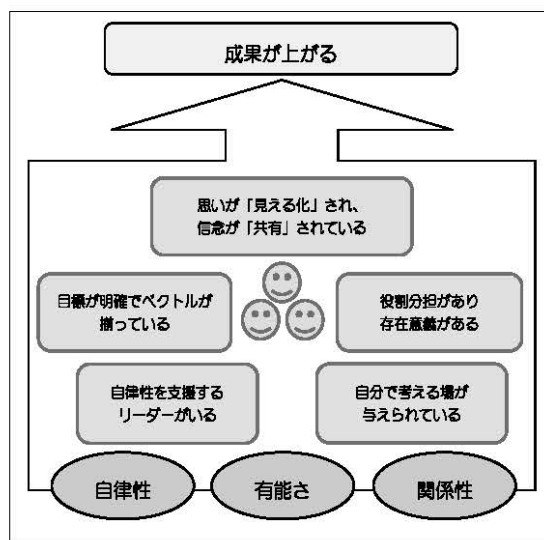 成果が上がる
思いが「見える化」され、
信念が「共有」されている
目標が明確でベクトルが
揃っている
役割分担があり
存在意義がある
自律性を支援する
リーダーがいる
自分で考える場が
与えられている
自律性
有能さ
関係性